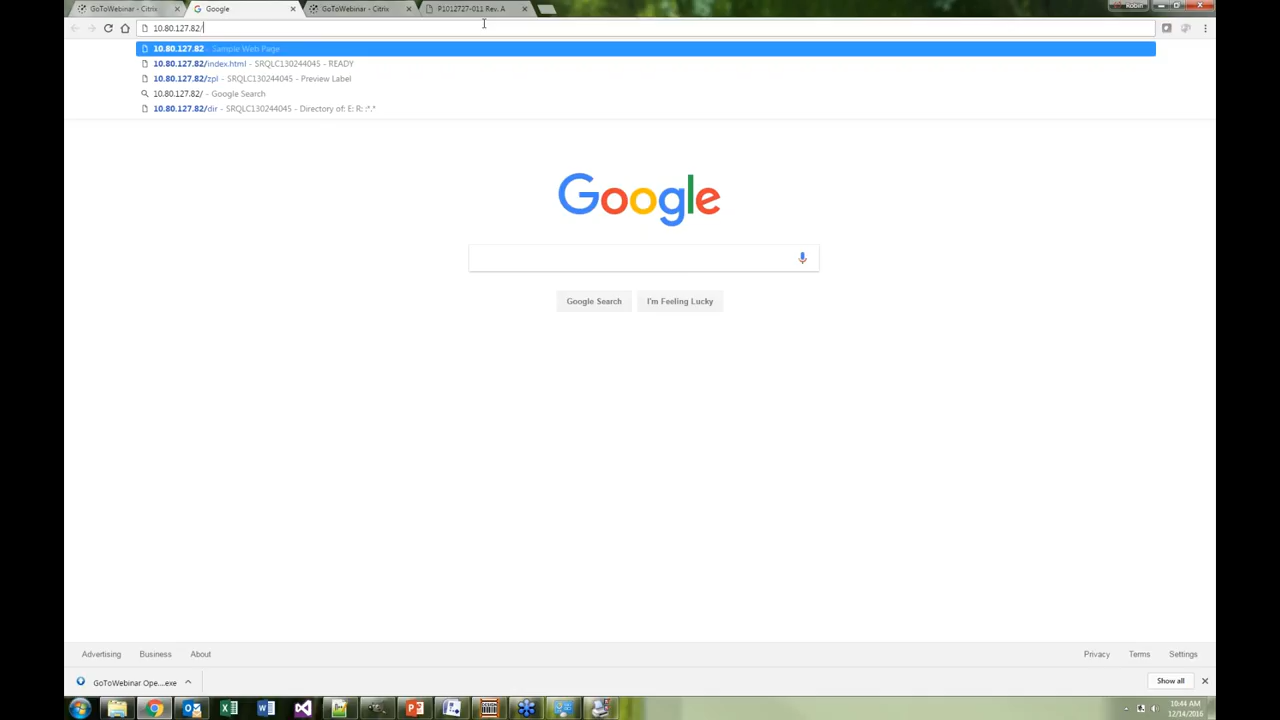 GoToWebinar - Citrix
Google
GoToWebinar - Citrix
P1012727-011 Rev. A
Robin
10.80.127.82/
10.80.127.82 - Sample Web Page
10.80.127.82/index.html - SRQLC130244045 - READY
10.80.127.82/zpl - SRQLC130244045 - Preview Label
10.80.127.82/ - Google Search
10.80.127.82/dir - SRQLC130244045 - Directory of: E: R: :*.*
Google
Google Search
I'm Feeling Lucky
Advertising Business About
Privacy Terms Settings
GoToWebinar Ope....exe
Show all
10:44 AM
12/14/2016